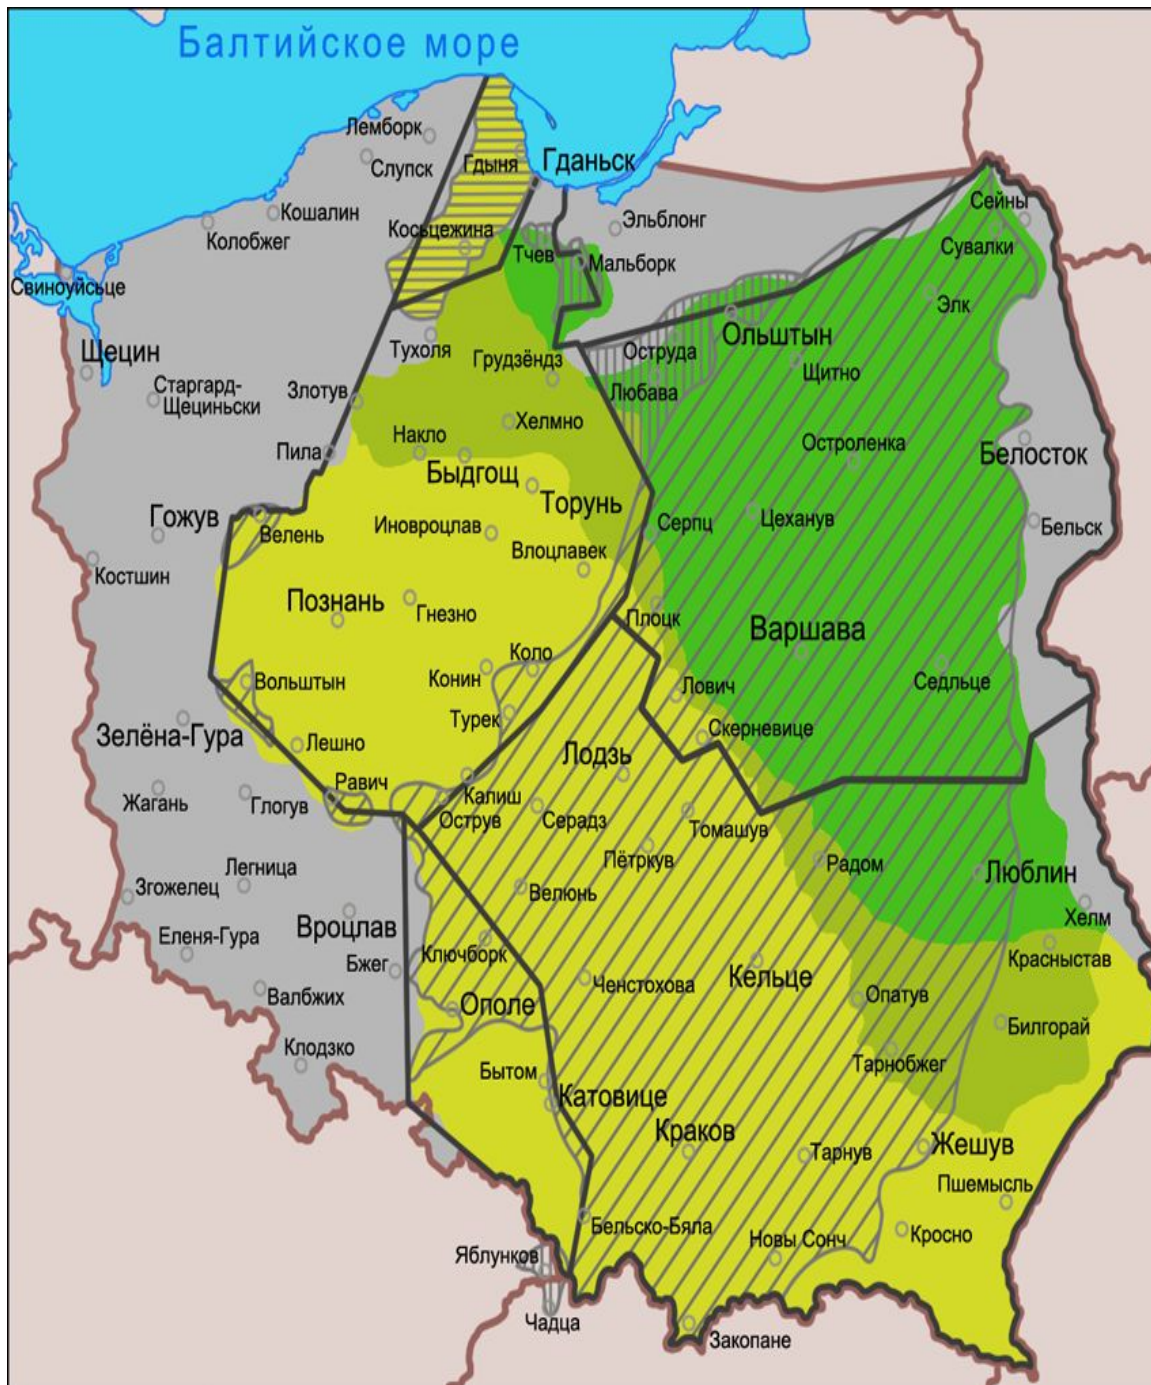 Балтийское море
Лемборк
Слупск
Гдыня
Гданьск
Кошалин
Колобжег
Косьцежина
Эльблонг
Сейны
Сувалки
Тчев
Мальборк
Свиноуйсьце
Элк
Щецин
Тухоля
Оструда
Ольштын
Грудзёндз
Щитно
Старгард-
Щециньски
Злотув
Любава
Хелмно
Накло
Пила
Быдгощ
Остроленка
Белосток
Торунь
Гожув
Велень
Иновроцлав
Серпц
Цеханув
Бельск
Влоцлавек
Костшин
Познань
Гнезно
Плоцк
Варшава
Коло
Конин
Вольштын
Лович
Седльце
Турек
Зелёна-Гура
Лешно
Скерневице
Лодзь
Равич
Жагань
Глогув
Калиш
Острув
Серадз
Томашув
Пётркув
Радом
Легница
Люблин
Згожелец
Велюнь
Хелм
Вроцлав
Еленя-Гура
Ключборк
Красныстав
Бжег
Ченстохова
Кельце
Валбжих
Ополе
Опатув
Билгорай
Клодзко
Бытом
Тарнобжег
Катовице
Краков
Тарнув
Жешув
Пшемысль
Бельско-Бяла
Новы Сонч
Кросно
Яблунков
Чадца
Закопане